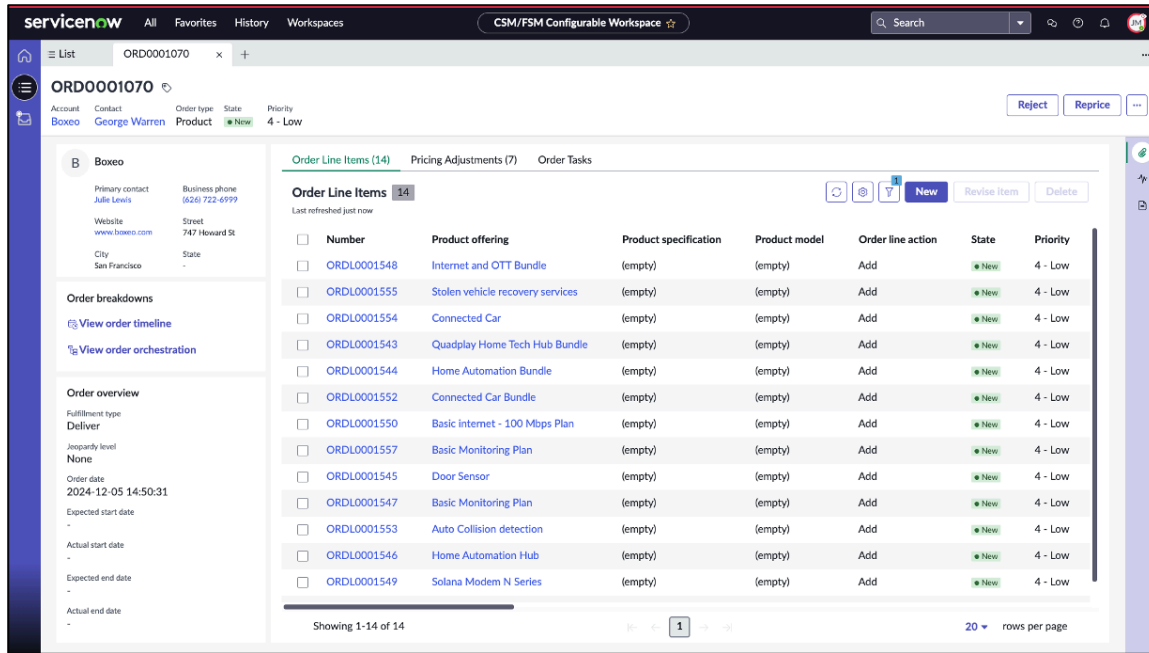 servicenow All Favorites History Workspaces CSM/FSM Configurable Workspace Search JM
List ORD0001070
ORD0001070
Account Contact Order type State Priority
Boxeo George Warren Product New 4 - Low
Reject Reprice
B Boxeo
Primary contact Business phone
Julie Lewis (626) 722-6999
Website Street
www.boxeo.com 747 Howard St
City State
San Francisco -
Order breakdowns
View order timeline
View order orchestration
Order overview
Fulfillment type
Deliver
Jeopardy level
None
Order date
2024-12-05 14:50:31
Expected start date
-
Actual start date
-
Expected end date
-
Actual end date
-
Order Line Items (14) Pricing Adjustments (7) Order Tasks
Order Line Items 14
Last refreshed just now
1 New Revise item Delete
Number Product offering Product specification Product model Order line action State Priority
ORDL0001548 Internet and OTT Bundle (empty) (empty) Add New 4 - Low
ORDL0001555 Stolen vehicle recovery services (empty) (empty) Add New 4 - Low
ORDL0001554 Connected Car (empty) (empty) Add New 4 - Low
ORDL0001543 Quadplay Home Tech Hub Bundle (empty) (empty) Add New 4 - Low
ORDL0001544 Home Automation Bundle (empty) (empty) Add New 4 - Low
ORDL0001552 Connected Car Bundle (empty) (empty) Add New 4 - Low
ORDL0001550 Basic internet - 100 Mbps Plan (empty) (empty) Add New 4 - Low
ORDL0001557 Basic Monitoring Plan (empty) (empty) Add New 4 - Low
ORDL0001545 Door Sensor (empty) (empty) Add New 4 - Low
ORDL0001547 Basic Monitoring Plan (empty) (empty) Add New 4 - Low
ORDL0001553 Auto Collision detection (empty) (empty) Add New 4 - Low
ORDL0001546 Home Automation Hub (empty) (empty) Add New 4 - Low
ORDL0001549 Solana Modem N Series (empty) (empty) Add New 4 - Low
Showing 1-14 of 14 1 20 rows per page